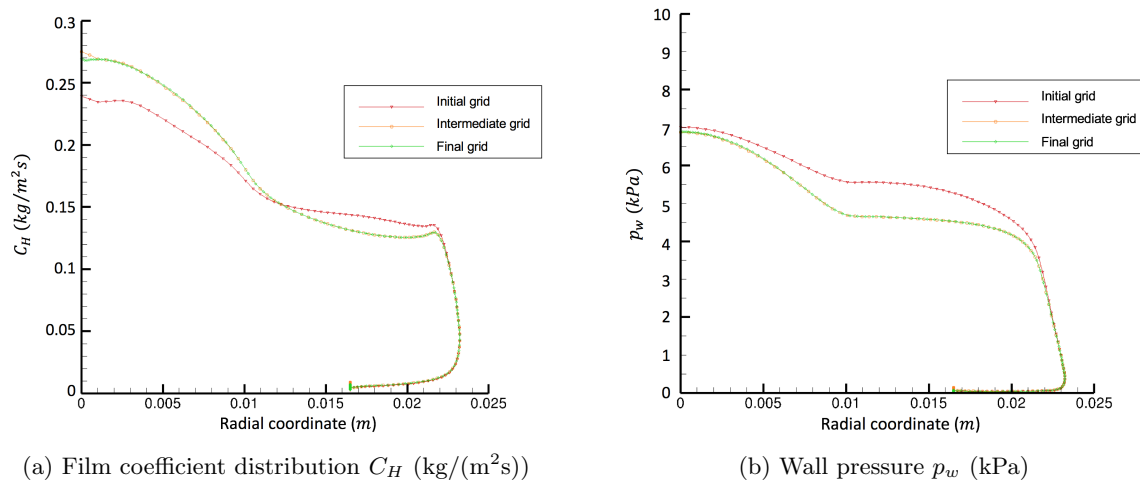 0.3
0.25
0.2
0.15
0.1
0.05
0
C_H (kg/m²s)
0
0.005
0.01
0.015
0.02
0.025
Radial coordinate (m)
Initial grid
Intermediate grid
Final grid
(a) Film coefficient distribution C_H (kg/(m²s))
10
9
8
7
6
5
4
3
2
1
0
p_w (kPa)
0
0.005
0.01
0.015
0.02
0.025
Radial coordinate (m)
Initial grid
Intermediate grid
Final grid
(b) Wall pressure p_w (kPa)